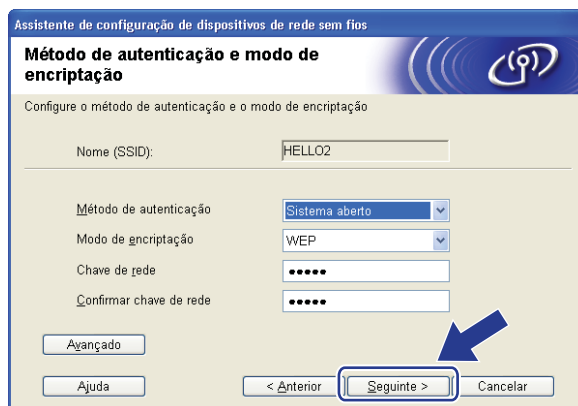 Assistente de configuração de dispositivos de rede sem fios
Método de autenticação e modo de
encriptação
Configure o método de autenticação e o modo de encriptação
Nome (SSID): HELLO2
Método de autenticação Sistema aberto
Modo de encriptação WEP
Chave de rede •••••
Confirmar chave de rede •••••
Avançado
Ajuda < Anterior Seguinte > Cancelar